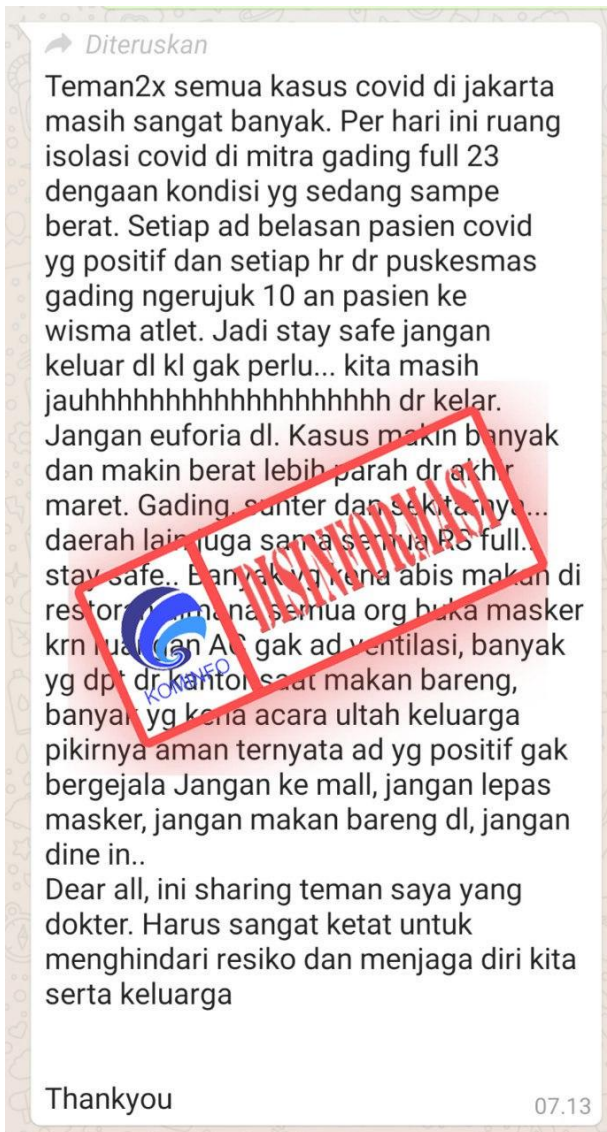 Diteruskan
Teman2x semua kasus covid di jakarta
masih sangat banyak. Per hari ini ruang
isolasi covid di mitra gading full 23
dengaan kondisi yg sedang sampe
berat. Setiap ad belasan pasien covid
yg positif dan setiap hr dr puskesmas
gading ngerujuk 10 an pasien ke
wisma atlet. Jadi stay safe jangan
keluar dl kl gak perlu... kita masih
jauhhhhhhhhhhhhhhhhhhh dr kelar.
Jangan euforia dl. Kasus makin banyak
dan makin berat lebih parah dr akhr
maret. Gading, sunter dan sekitarnya...
daerah lain juga sama semua RS full..
stay safe.. Banyak yg kena abis makan di
restoran dimana semua org buka masker
krn ruangan AC gak ad ventilasi, banyak
yg dpt dr kantor saat makan bareng,
banyak yg kena acara ultah keluarga
pikirnya aman ternyata ad yg positif gak
bergejala Jangan ke mall, jangan lepas
masker, jangan makan bareng dl, jangan
dine in..
Dear all, ini sharing teman saya yang
dokter. Harus sangat ketat untuk
menghindari resiko dan menjaga diri kita
serta keluarga
Thankyou
07.13
KOMINFO
DISINFORMASI